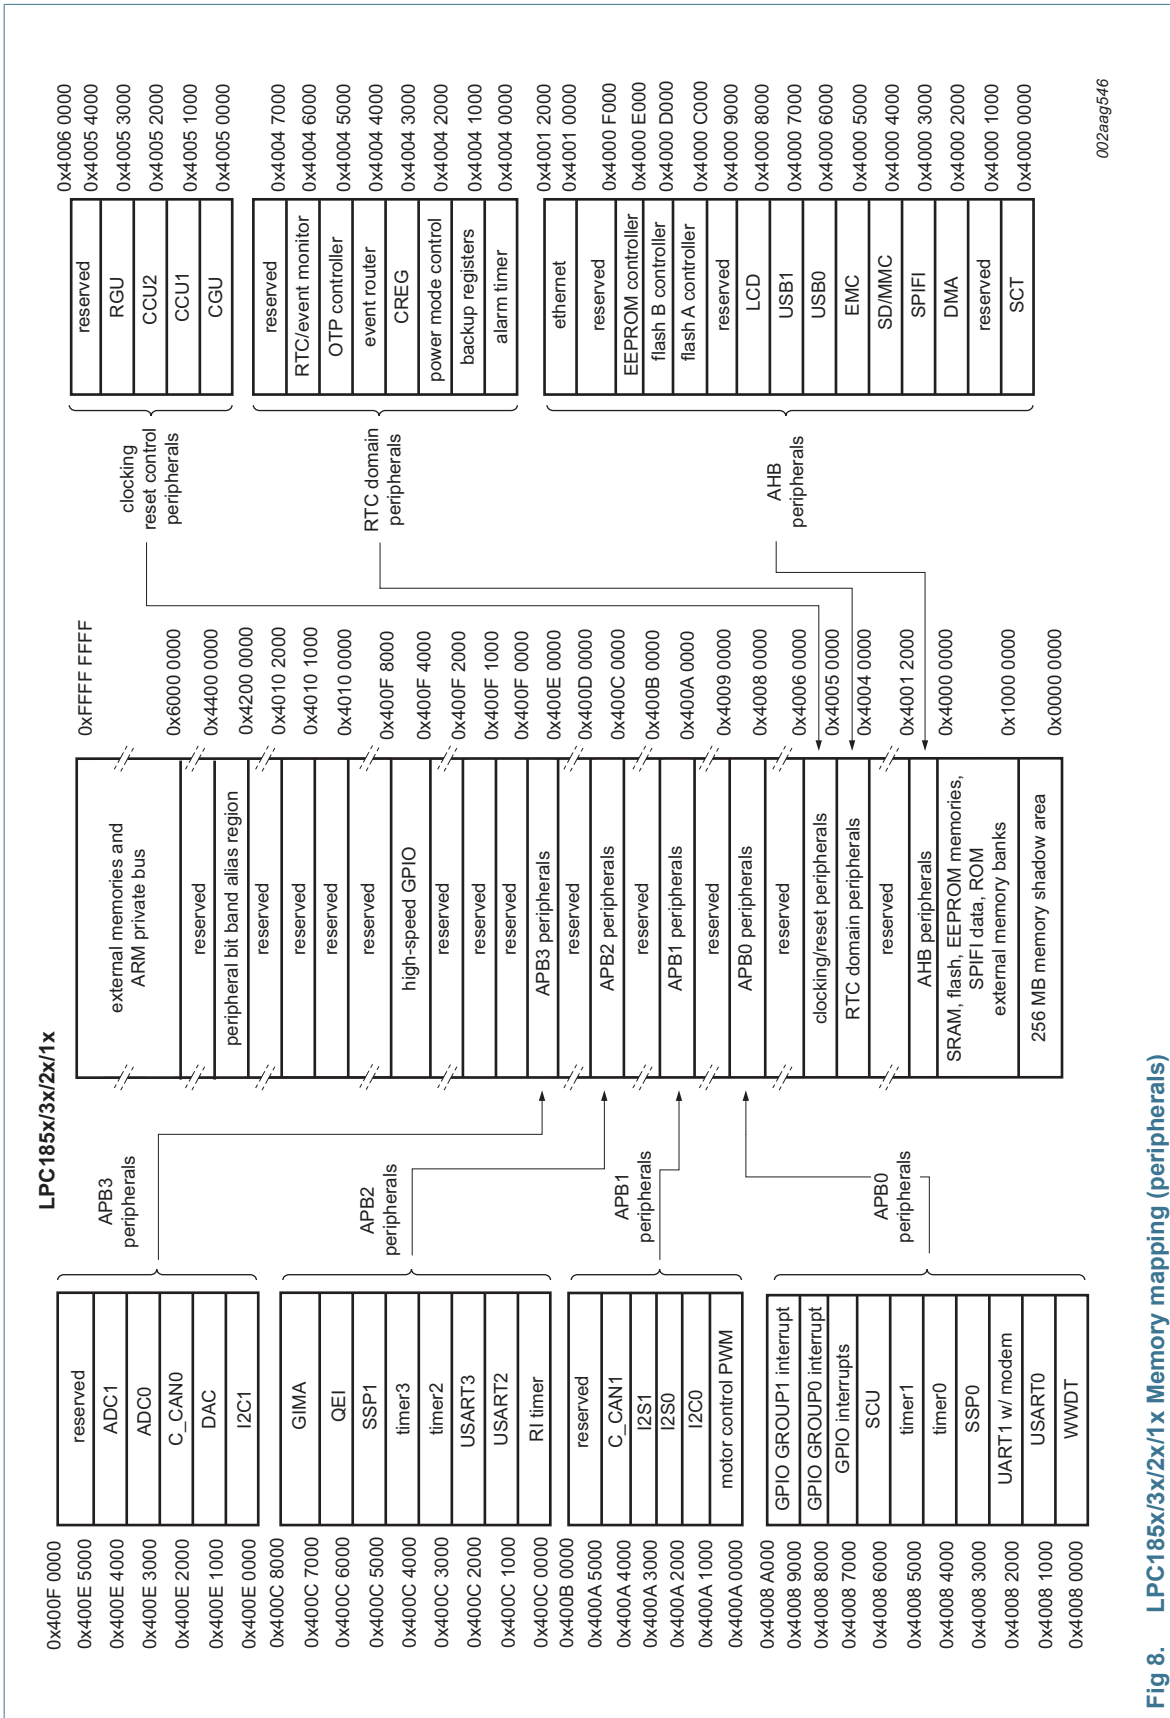 LPC185x/3x/2x/1x
0x400F 0000
reserved
0x400E 5000
ADC1
0x400E 4000
ADC0
0x400E 3000
C_CAN0
0x400E 2000
DAC
0x400E 1000
I2C1
0x400E 0000
APB3
peripherals
0x400C 8000
GIMA
0x400C 7000
QEI
0x400C 6000
SSP1
0x400C 5000
timer3
0x400C 4000
timer2
0x400C 3000
USART3
0x400C 2000
USART2
0x400C 1000
RI timer
0x400C 0000
APB2
peripherals
0x400B 0000
reserved
0x400A 5000
C_CAN1
0x400A 4000
I2S1
0x400A 3000
I2S0
0x400A 2000
I2C0
0x400A 1000
motor control PWM
0x400A 0000
APB1
peripherals
0x4008 A000
GPIO GROUP1 interrupt
0x4008 9000
GPIO GROUP0 interrupt
0x4008 8000
GPIO interrupts
0x4008 7000
SCU
0x4008 6000
timer1
0x4008 5000
timer0
0x4008 4000
SSP0
0x4008 3000
UART1 w/ modem
0x4008 2000
USART0
0x4008 1000
WWDT
0x4008 0000
APB0
peripherals
0xFFFF FFFF
external memories and
ARM private bus
0x6000 0000
reserved
0x4400 0000
peripheral bit band alias region
0x4200 0000
reserved
0x4010 2000
reserved
0x4010 1000
reserved
0x4010 0000
reserved
0x400F 8000
high-speed GPIO
0x400F 4000
reserved
0x400F 2000
reserved
0x400F 1000
reserved
0x400F 0000
APB3 peripherals
0x400E 0000
reserved
0x400D 0000
APB2 peripherals
0x400C 0000
reserved
0x400B 0000
APB1 peripherals
0x400A 0000
reserved
0x4009 0000
APB0 peripherals
0x4008 0000
reserved
0x4006 0000
clocking/reset peripherals
0x4005 0000
RTC domain peripherals
0x4004 0000
reserved
0x4001 2000
AHB peripherals
0x4000 0000
SRAM, flash, EEPROM memories,
SPIFI data, ROM
external memory banks
0x1000 0000
256 MB memory shadow area
0x0000 0000
clocking
reset control
peripherals
0x4006 0000
reserved
0x4005 4000
RGU
0x4005 3000
CCU2
0x4005 2000
CCU1
0x4005 1000
CGU
0x4005 0000
RTC domain
peripherals
reserved
0x4004 7000
RTC/event monitor
0x4004 6000
OTP controller
0x4004 5000
event router
0x4004 4000
CREG
0x4004 3000
power mode control
0x4004 2000
backup registers
0x4004 1000
alarm timer
0x4004 0000
AHB
peripherals
0x4001 2000
ethernet
0x4001 0000
reserved
0x4000 F000
EEPROM controller
0x4000 E000
flash B controller
0x4000 D000
flash A controller
0x4000 C000
reserved
0x4000 9000
LCD
0x4000 8000
USB1
0x4000 7000
USB0
0x4000 6000
EMC
0x4000 5000
SD/MMC
0x4000 4000
SPIFI
0x4000 3000
DMA
0x4000 2000
reserved
0x4000 1000
SCT
0x4000 0000
002aag546
Fig 8. LPC185x/3x/2x/1x Memory mapping (peripherals)